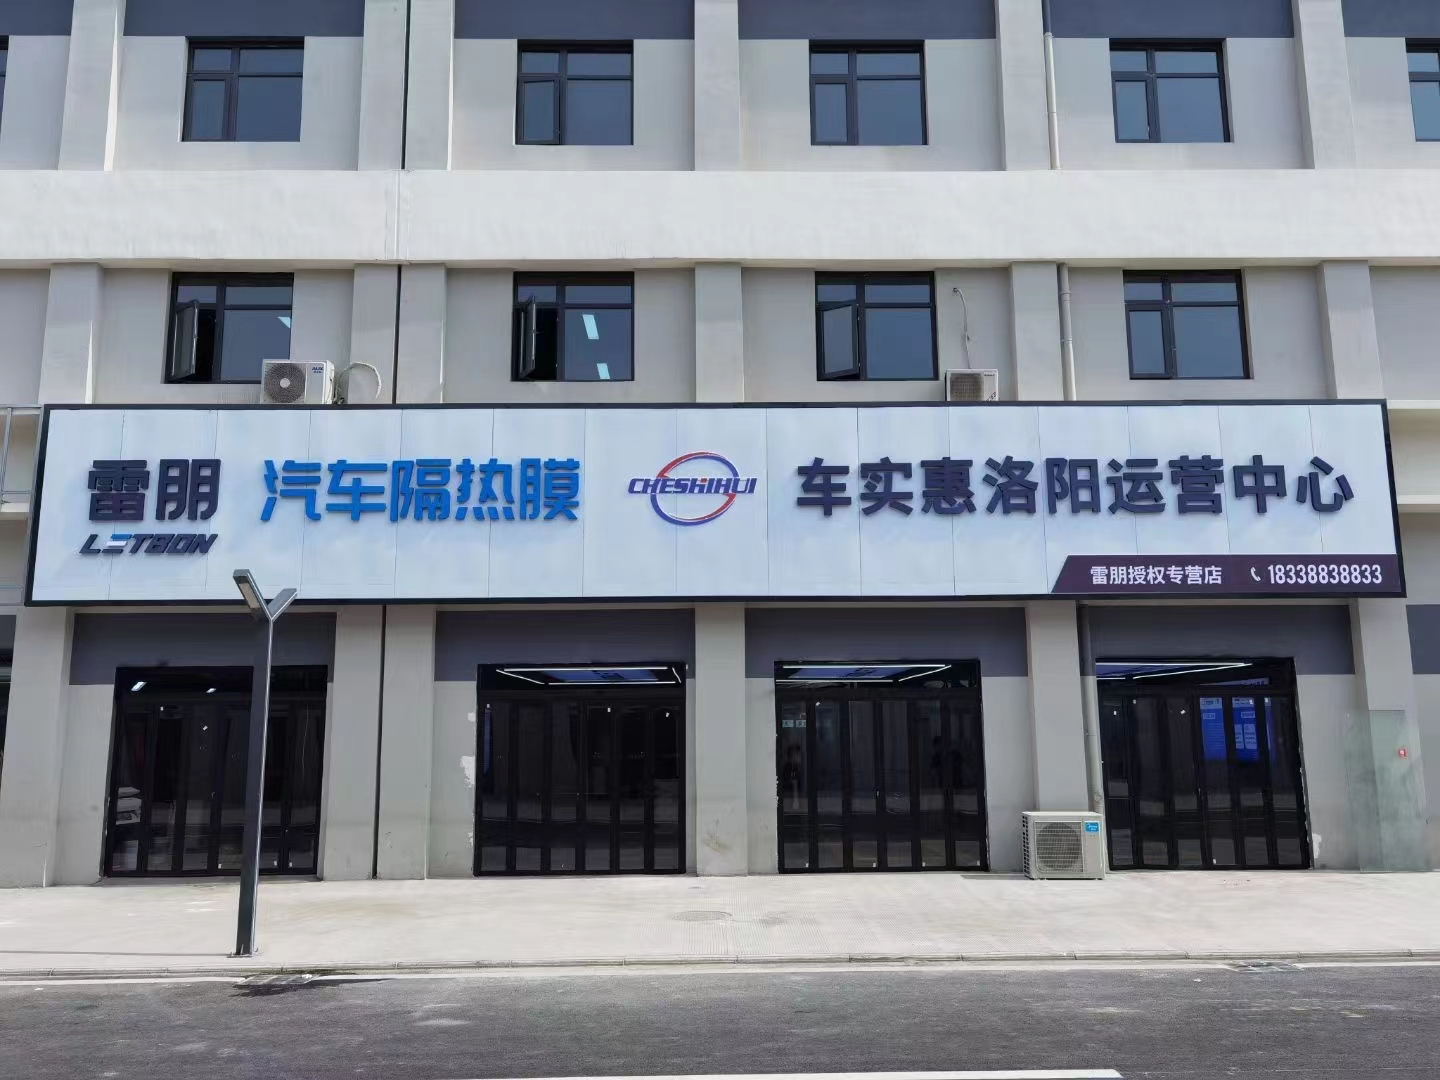 雷朋 汽车隔热膜 CHESHIHUI 车实惠洛阳运营中心
LETBON
雷朋授权专营店 18338838833